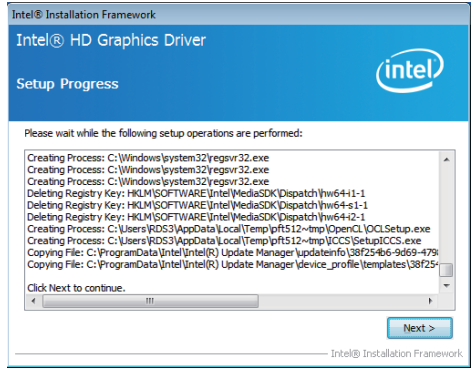 Intel® Installation Framework
Intel® HD Graphics Driver
intel
Setup Progress
Please wait while the following setup operations are performed:
Creating Process: C:\Windows\system32\regsvr32.exe
Creating Process: C:\Windows\system32\regsvr32.exe
Creating Process: C:\Windows\system32\regsvr32.exe
Deleting Registry Key: HKLM\SOFTWARE\Intel\MediaSDK\Dispatch\hw64-i1-1
Deleting Registry Key: HKLM\SOFTWARE\Intel\MediaSDK\Dispatch\hw64-s1-1
Deleting Registry Key: HKLM\SOFTWARE\Intel\MediaSDK\Dispatch\hw64-i2-1
Creating Process: C:\Users\RDS3\AppData\Local\Temp\pft512~tmp\OpenCL\OCLSetup.exe
Creating Process: C:\Users\RDS3\AppData\Local\Temp\pft512~tmp\ICCS\SetupICCS.exe
Copying File: C:\ProgramData\Intel\Intel(R) Update Manager\updateinfo\38f254b6-9d69-479
Copying File: C:\ProgramData\Intel\Intel(R) Update Manager\device_profile\templates\38f254
Click Next to continue.
Next >
Intel® Installation Framework